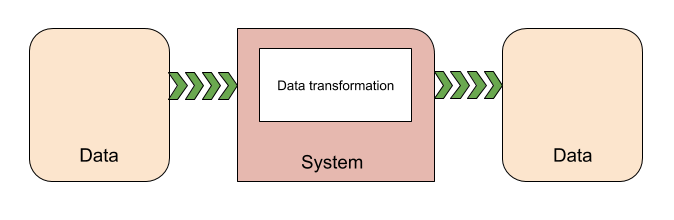 Data transformation
Data
System
Data